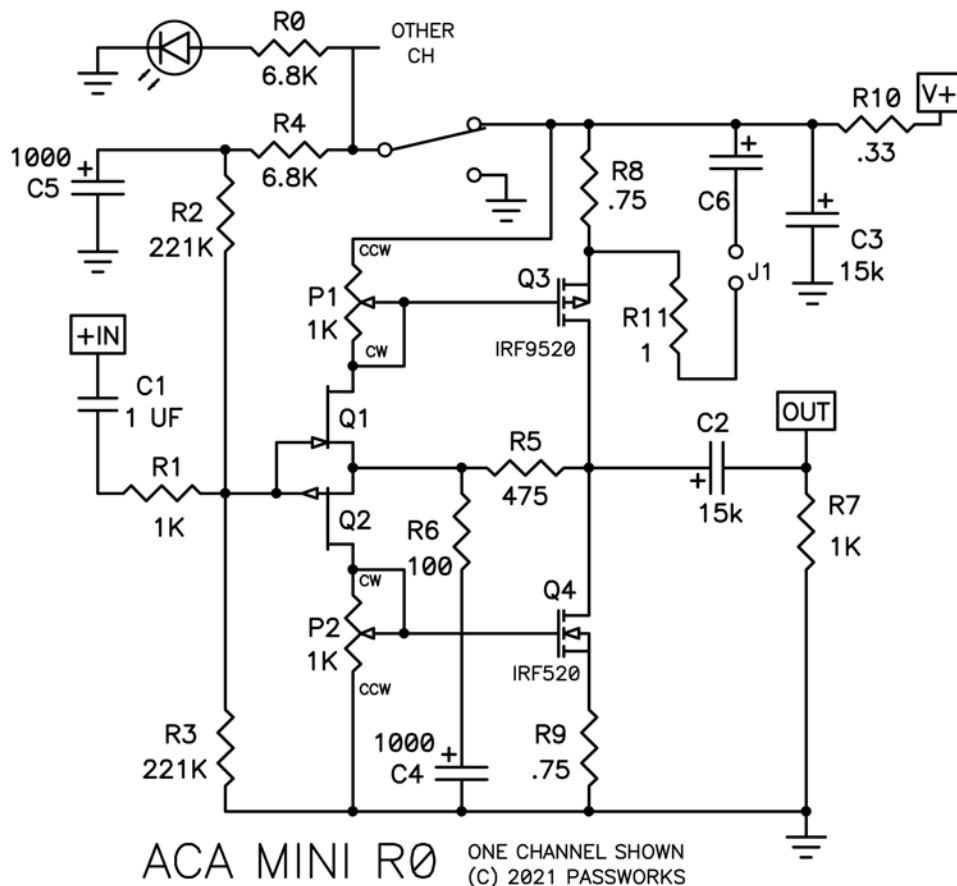 R0
6.8K
OTHER
CH
R4
6.8K
1000 +
C5
R2
221K
R10
.33
V+
R8
.75
+
C6
+
C3
15k
J1
CCW
P1
1K
CW
Q3
IRF9520
R11
1
+IN
C1
1 UF
R1
1K
Q1
Q2
R5
475
R6
100
C2
+
15k
OUT
R7
1K
CW
P2
1K
CCW
Q4
IRF520
R3
221K
1000 +
C4
R9
.75
ACA MINI R0
ONE CHANNEL SHOWN
(C) 2021 PASSWORKS